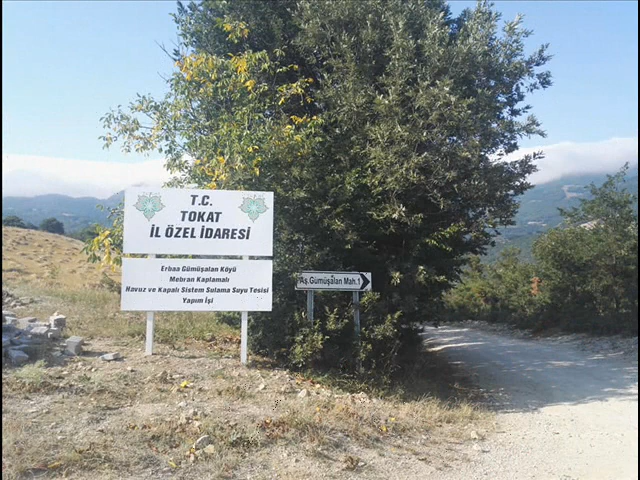 T.C.
TOKAT
İL ÖZEL İDARESİ
Erbaa Gümüşalan Köyü
Mebran Kaplamalı
Havuz ve Kapalı Sistem Sulama Suyu Tesisi
Yapım İşi
Aş.Gümüşalan Mah.1